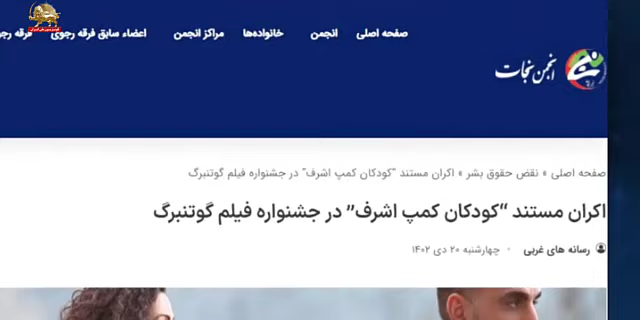 صفحه اصلی انجمن خانواده‌ها مراکز انجمن اعضاء سابق فرقه رجوی فرقه
انجمن نجات
صفحه اصلی » نقض حقوق بشر » اکران مستند "کودکان کمپ اشرف" در جشنواره فیلم گوتنبرگ
اکران مستند “کودکان کمپ اشرف” در جشنواره فیلم گوتنبرگ
رسانه های غربی • چهارشنبه ۲۰ دی ۱۴۰۲